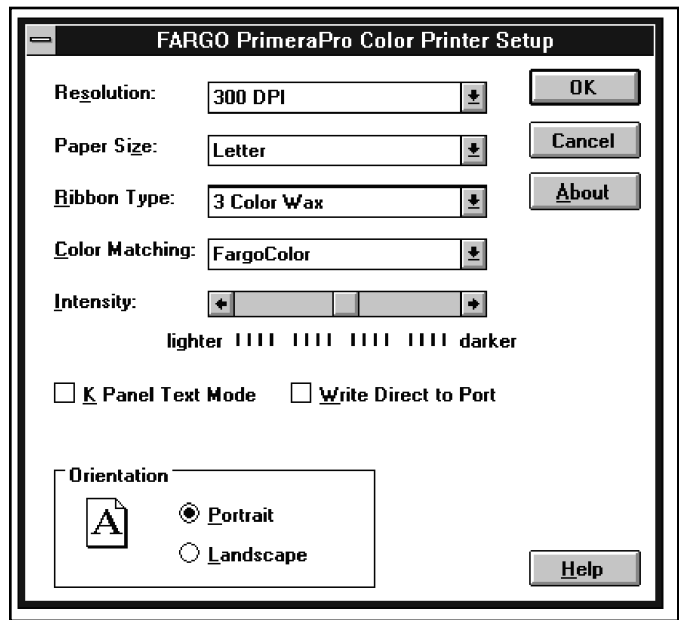 FARGO PrimeraPro Color Printer Setup
Resolution: 300 DPI OK
Paper Size: Letter Cancel
Ribbon Type: 3 Color Wax About
Color Matching: FargoColor
Intensity:
lighter darker
K Panel Text Mode Write Direct to Port
Orientation
A
Portrait
Landscape
Help